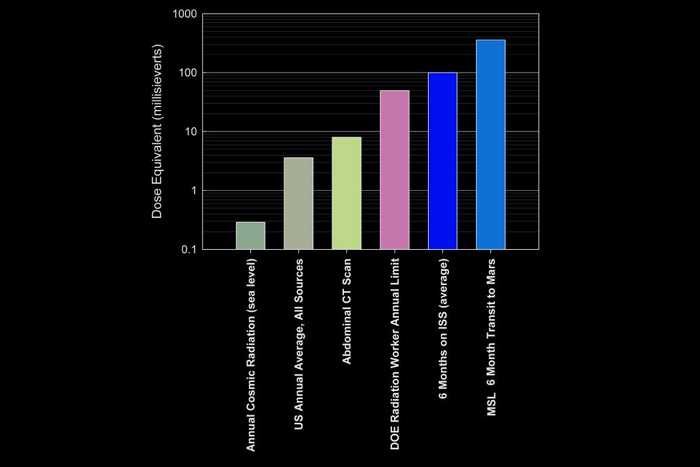 1000
100
10
1
0.1
Dose Equivalent (millisieverts)
Annual Cosmic Radiation (sea level)
US Annual Average, All Sources
Abdominal CT Scan
DOE Radiation Worker Annual Limit
6 Months on ISS (average)
MSL 6 Month Transit to Mars